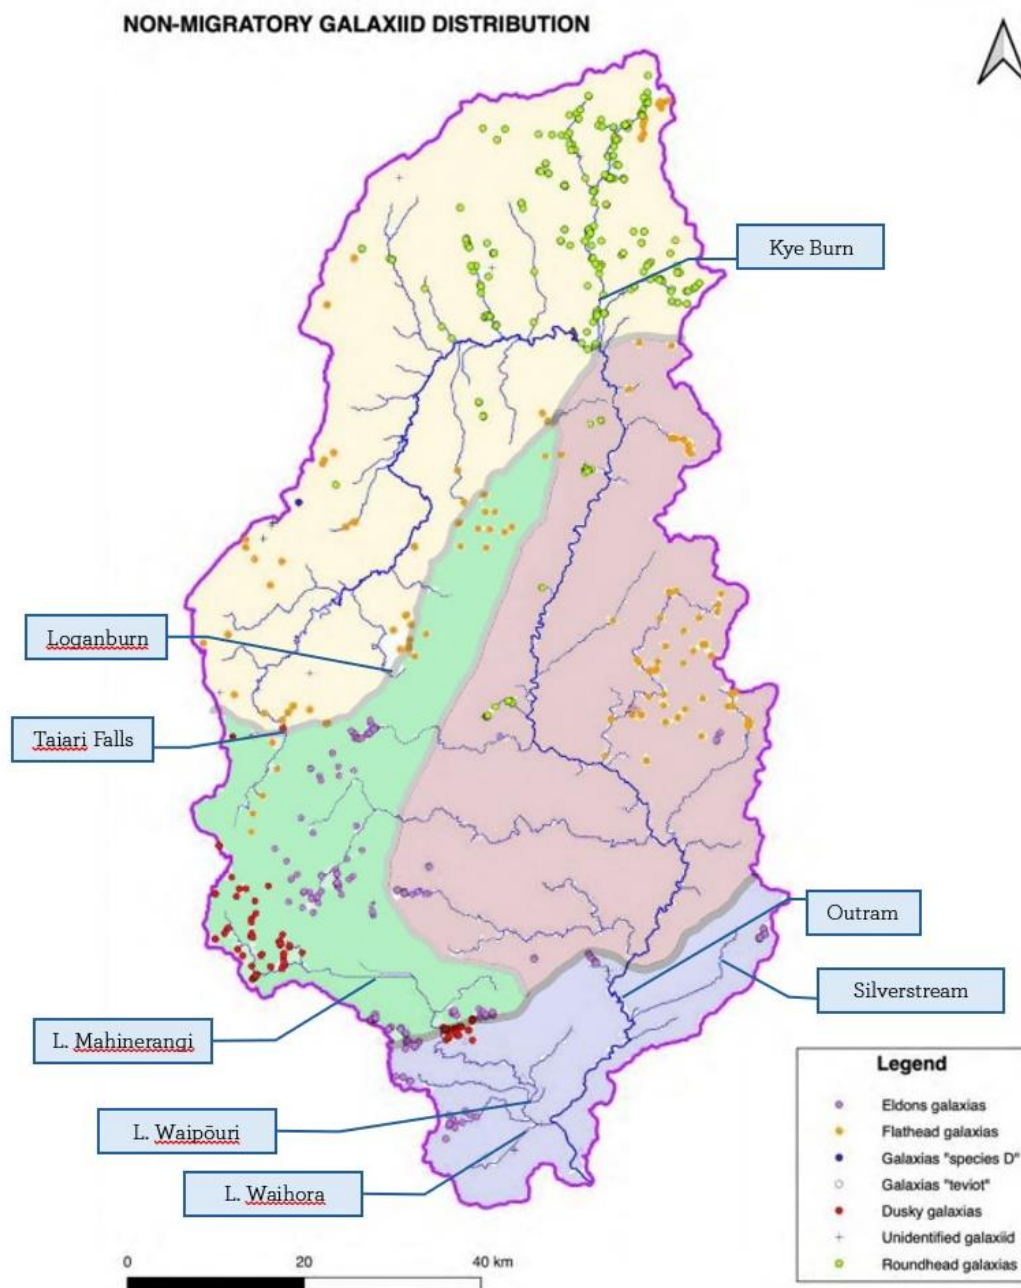 NON-MIGRATORY GALAXIID DISTRIBUTION
Kye Burn
Loganburn
Taiari Falls
Outram
Silverstream
L. Mahinerangi
L. Waipōuri
L. Waihora
Legend
Eldons galaxias
Flathead galaxias
Galaxias "species D"
Galaxias "teviot"
Dusky galaxias
Unidentified galaxiid
Roundhead galaxias
0 20 40 km